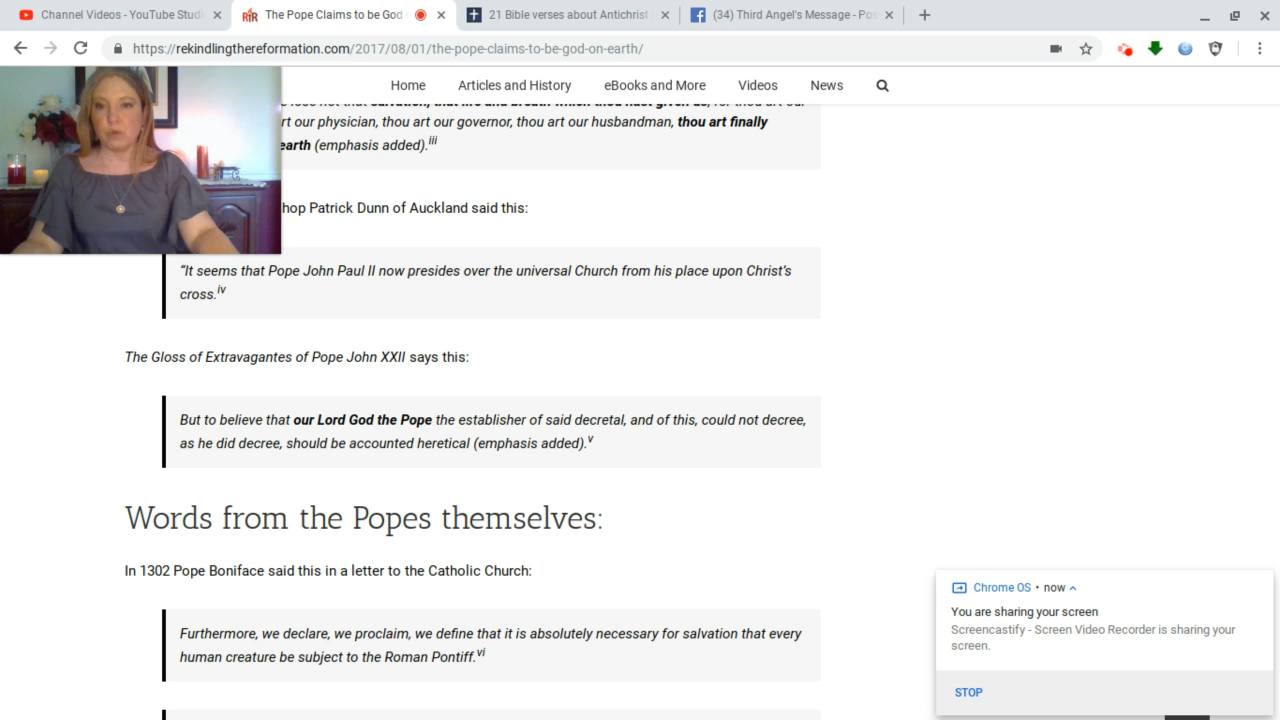 Channel Videos - YouTube Stud
The Pope Claims to be God
21 Bible verses about Antichrist
(34) Third Angel's Message - Pos
https://rekindlingthereformation.com/2017/08/01/the-pope-claims-to-be-god-on-earth/
Home Articles and History eBooks and More Videos News
rt our physician, thou art our governor, thou art our husbandman, thou art finally
earth (emphasis added).iii
hop Patrick Dunn of Auckland said this:
“It seems that Pope John Paul II now presides over the universal Church from his place upon Christ’s
cross.iv
The Gloss of Extravagantes of Pope John XXII says this:
But to believe that our Lord God the Pope the establisher of said decretal, and of this, could not decree,
as he did decree, should be accounted heretical (emphasis added).v
Words from the Popes themselves:
In 1302 Pope Boniface said this in a letter to the Catholic Church:
Furthermore, we declare, we proclaim, we define that it is absolutely necessary for salvation that every
human creature be subject to the Roman Pontiff.vi
Chrome OS • now
You are sharing your screen
Screencastify - Screen Video Recorder is sharing your
screen.
STOP